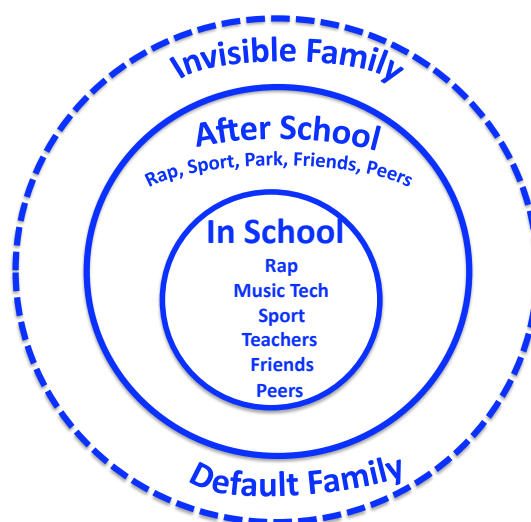 Invisible Family
After School
Rap, Sport, Park, Friends, Peers
In School
Rap
Music Tech
Sport
Teachers
Friends
Peers
Default Family